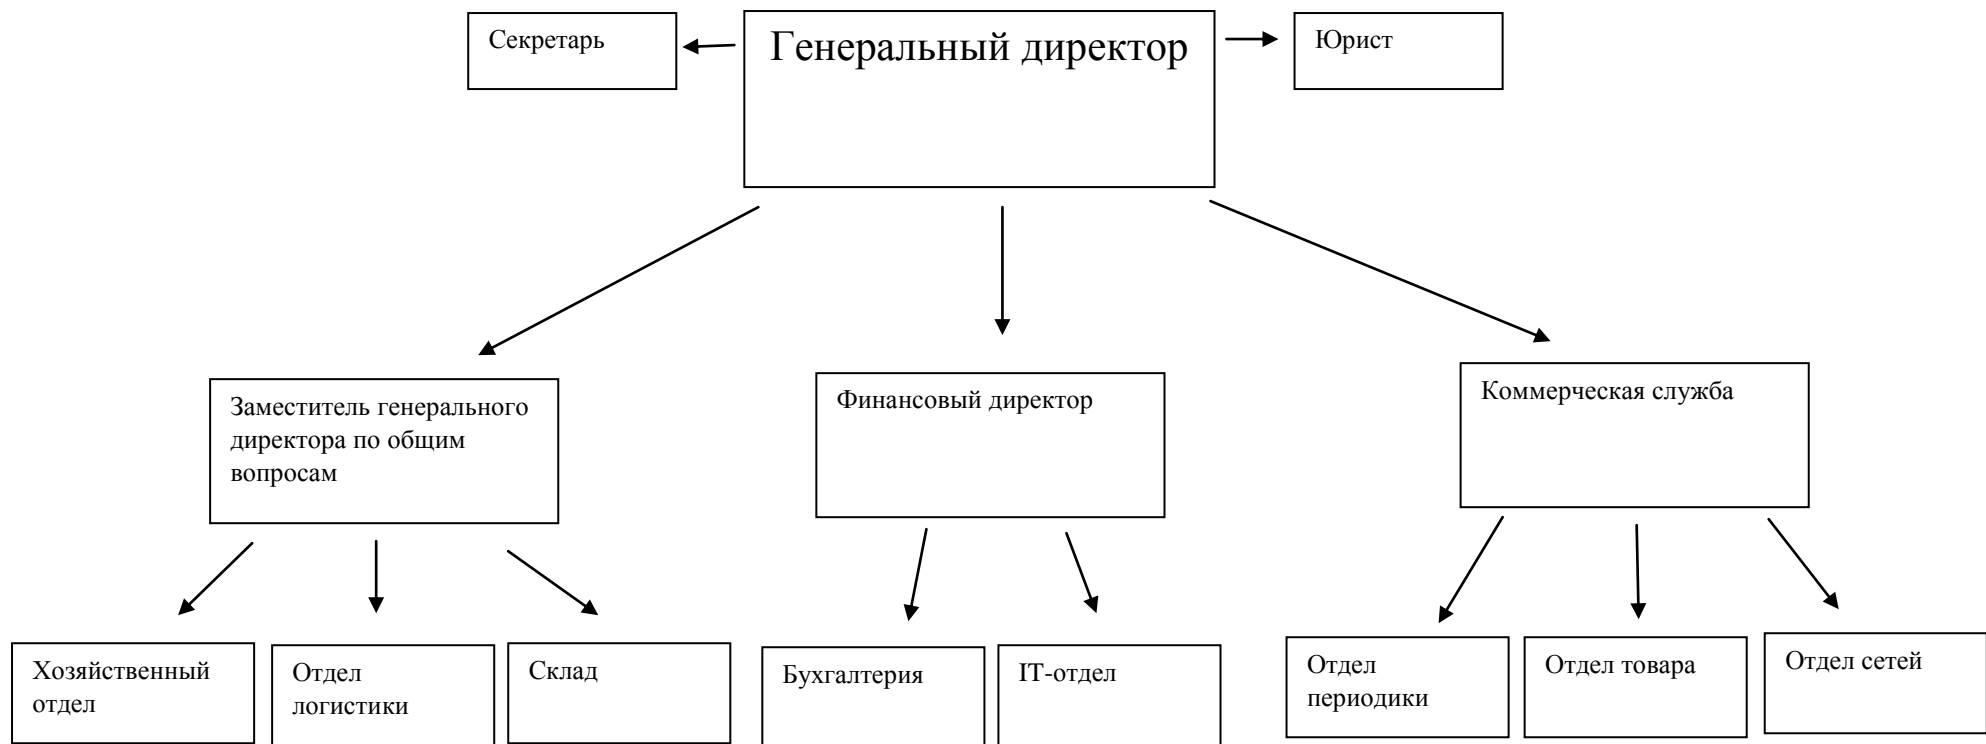 Секретарь
Генеральный директор
Юрист
Заместитель генерального
директора по общим
вопросам
Финансовый директор
Коммерческая служба
Хозяйственный
отдел
Отдел
логистики
Склад
Бухгалтерия
IT-отдел
Отдел
периодики
Отдел товара
Отдел сетей